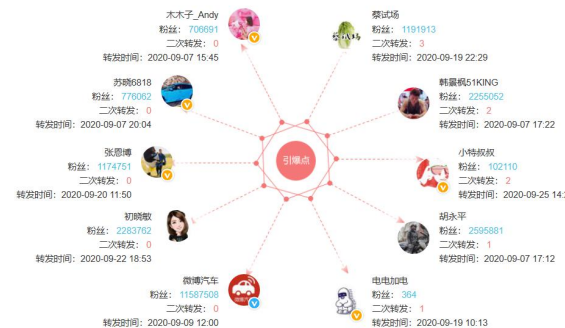 木木子_Andy
粉丝： 706691
二次转发： 0
转发时间：2020-09-07 15:45
蔡试场
粉丝： 1191913
二次转发： 3
转发时间：2020-09-19 22:29
苏晓6818
粉丝： 776062
二次转发： 0
转发时间：2020-09-07 20:04
韩景枫51KING
粉丝： 2255052
二次转发： 2
转发时间：2020-09-07 17:22
张恩博
粉丝： 1174751
二次转发： 0
转发时间：2020-09-20 11:50
引爆点
小特叔叔
粉丝： 102110
二次转发： 2
转发时间：2020-09-25 14:
初晓敏
粉丝： 2283762
二次转发： 0
转发时间：2020-09-22 18:53
胡永平
粉丝： 2595881
二次转发： 1
转发时间：2020-09-07 17:12
微博汽车
粉丝： 11587508
二次转发： 0
转发时间：2020-09-09 12:00
电电加电
粉丝： 364
二次转发： 1
转发时间：2020-09-19 10:13